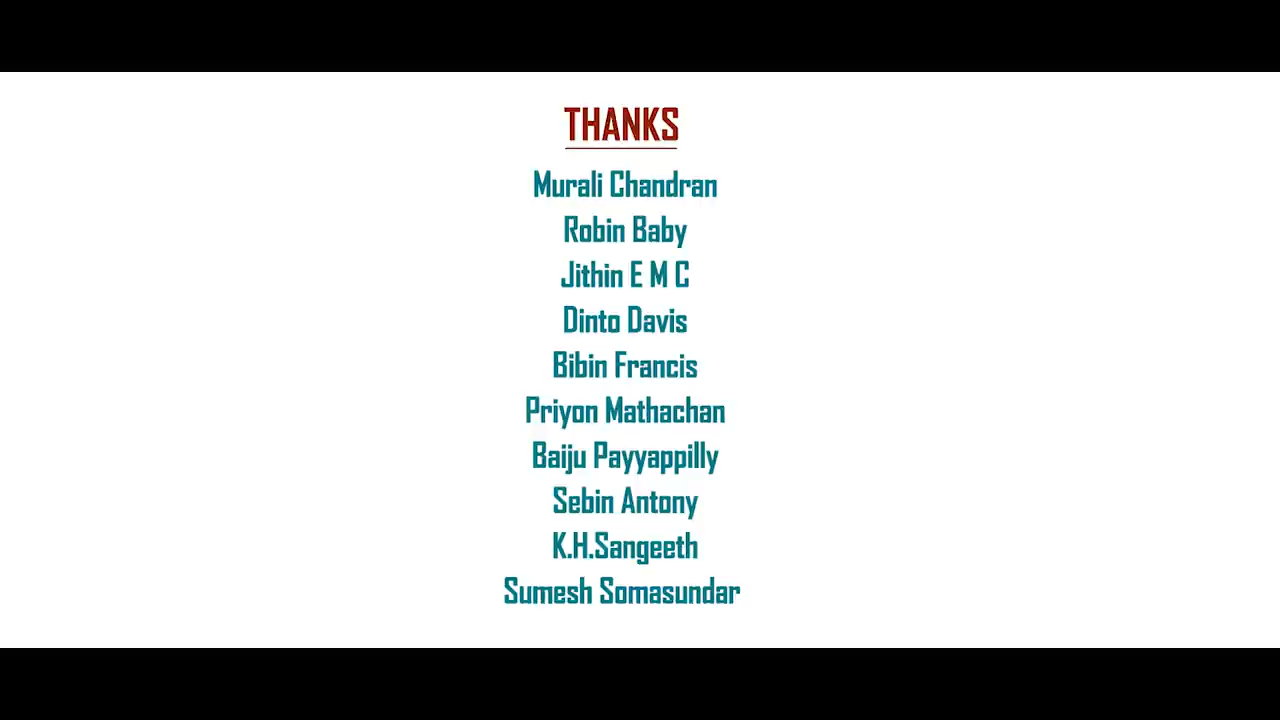 THANKS
Murali Chandran
Robin Baby
Jithin E M C
Dinto Davis
Bibin Francis
Priyon Mathachan
Baiju Payyappilly
Sebin Antony
K.H.Sangeeth
Sumesh Somasundar